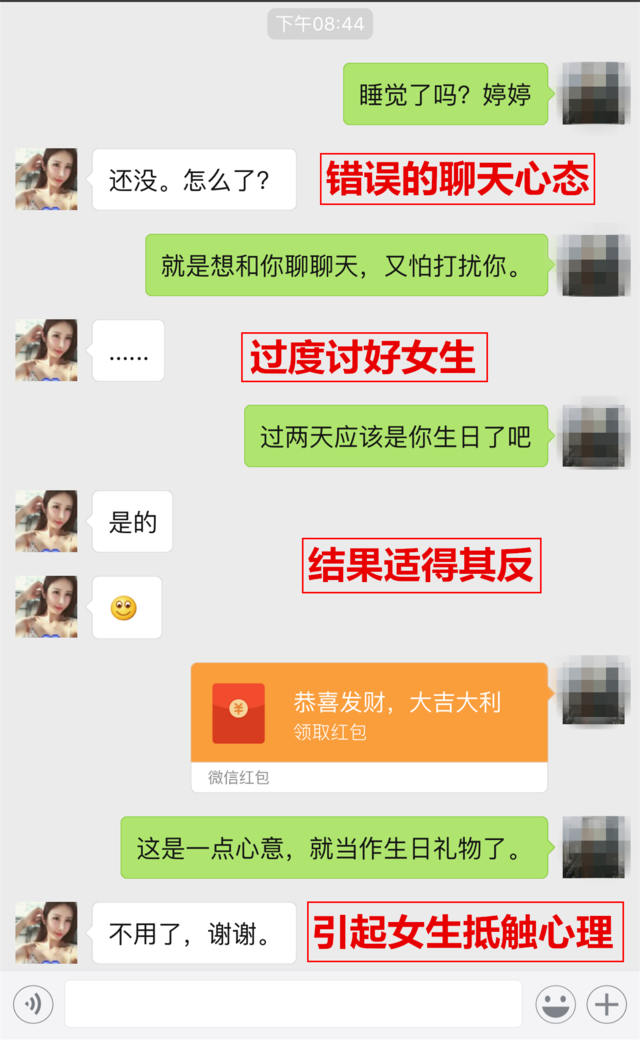 下午08:44
睡觉了吗？婷婷
还没。怎么了？
错误的聊天心态
就是想和你聊聊天，又怕打扰你。
……
过度讨好女生
过两天应该是你生日了吧
是的
结果适得其反
恭喜发财，大吉大利
领取红包
微信红包
这是一点心意，就当作生日礼物了。
不用了，谢谢。
引起女生抵触心理